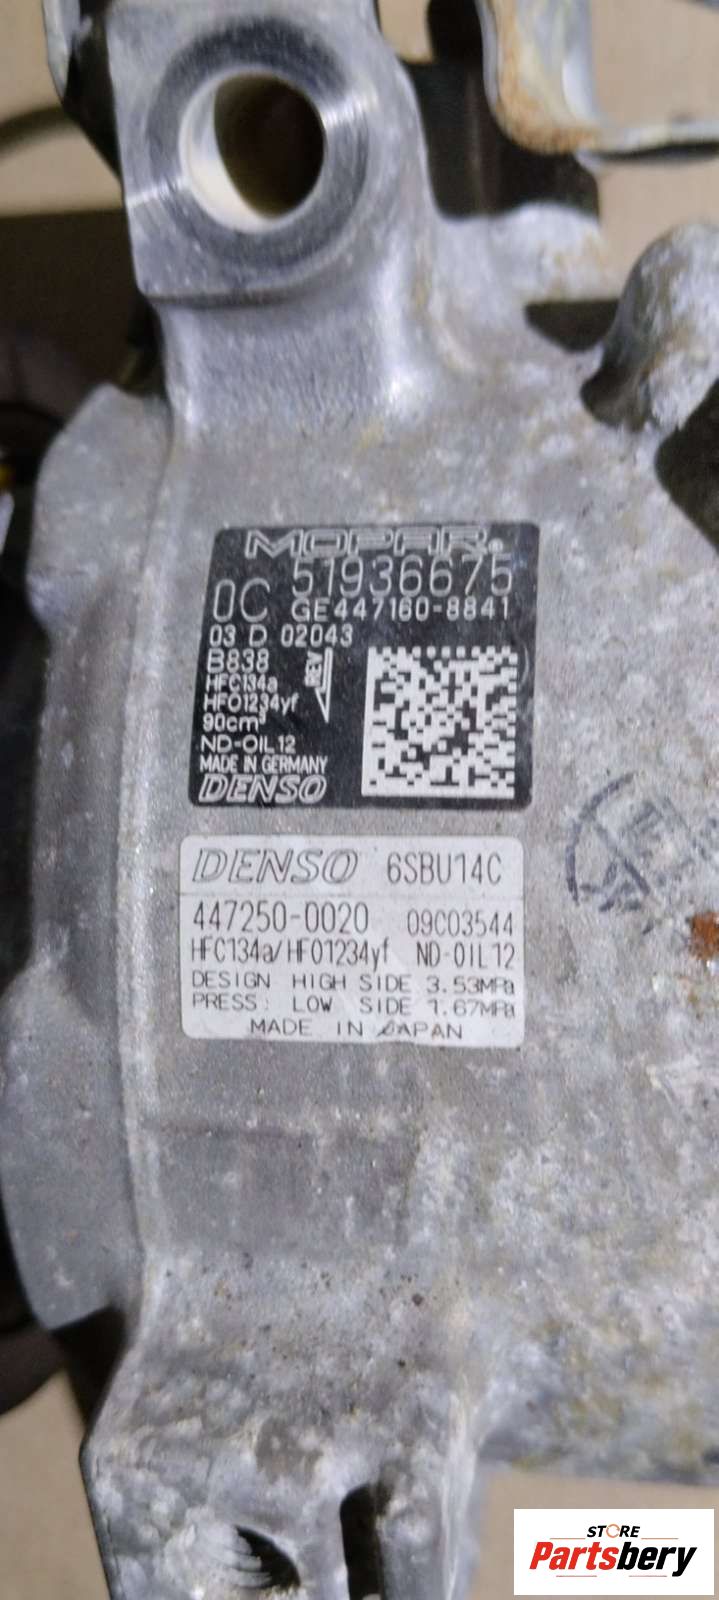 MOPAR.
0C 51936675
GE447160-8841
03 D 02043
B838
REV
HFC134a
HFO1234yf
90cm³
ND-OIL12
MADE IN GERMANY
DENSO
DENSO 6SBU14C
447250-0020 09C03544
HFC134a/HFO1234yf ND-OIL12
DESIGN HIGH SIDE 3.53MPa
PRESS: LOW SIDE 1.67MPa
MADE IN JAPAN
STORE
Partsbery